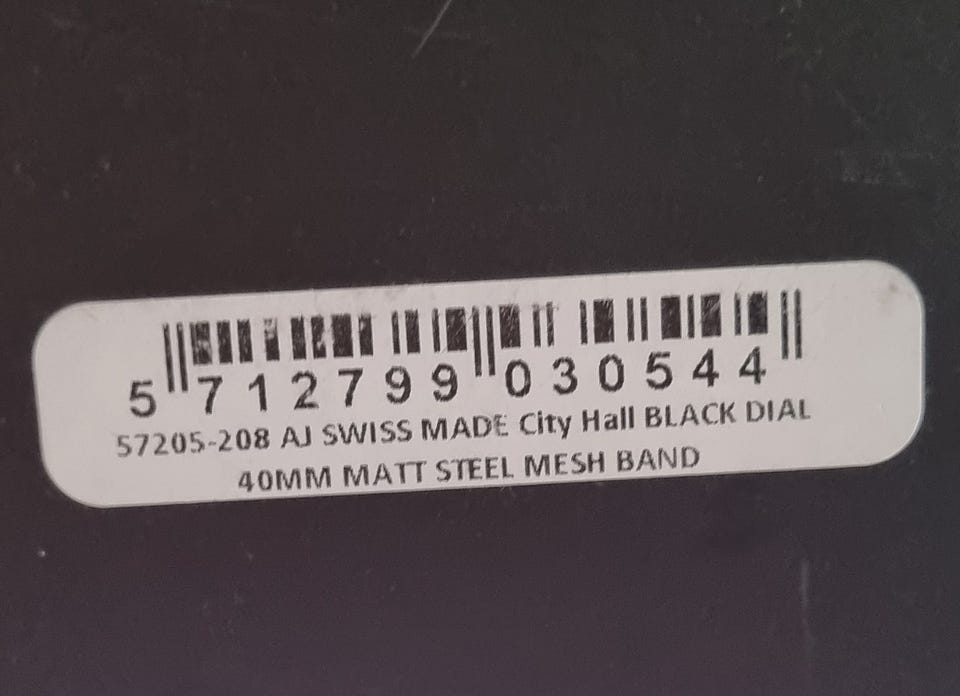 5 712799 030544
57205-208 AJ SWISS MADE City Hall BLACK DIAL
40MM MATT STEEL MESH BAND